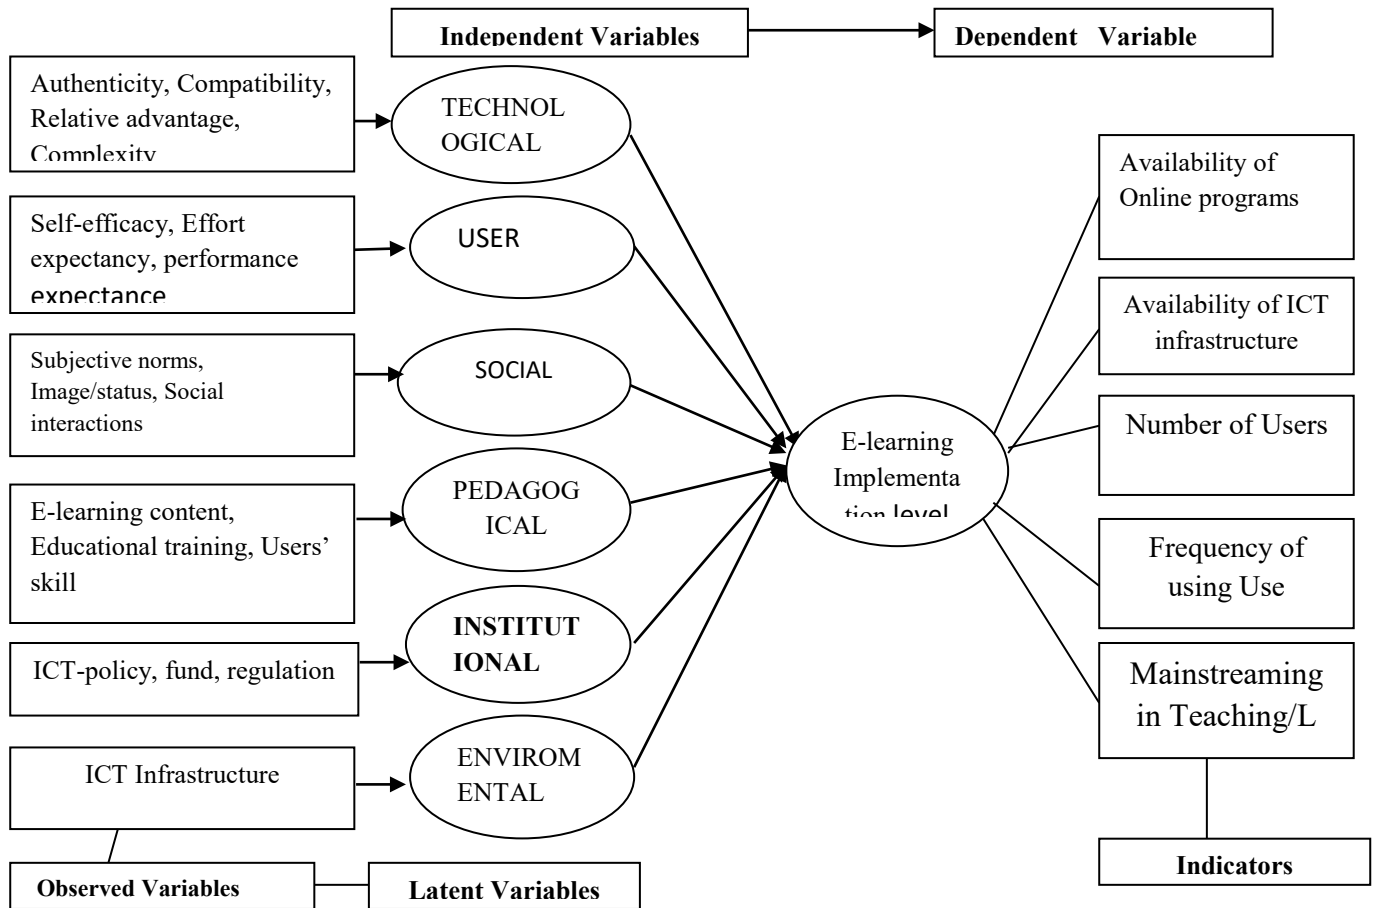 Independent Variables
Dependent Variable
Authenticity, Compatibility,
Relative advantage,
Complexity
TECHNOL
OGICAL
Availability of
Online programs
Self-efficacy, Effort
expectancy, performance
expectance
USER
Availability of ICT
infrastructure
Subjective norms,
Image/status, Social
interactions
SOCIAL
Number of Users
E-learning
Implementa
tion level
E-learning content,
Educational training, Users’
skill
PEDAGOG
ICAL
Frequency of
using Use
ICT-policy, fund, regulation
INSTITUT
IONAL
Mainstreaming
in Teaching/L
ICT Infrastructure
ENVIROM
ENTAL
Observed Variables
Latent Variables
Indicators